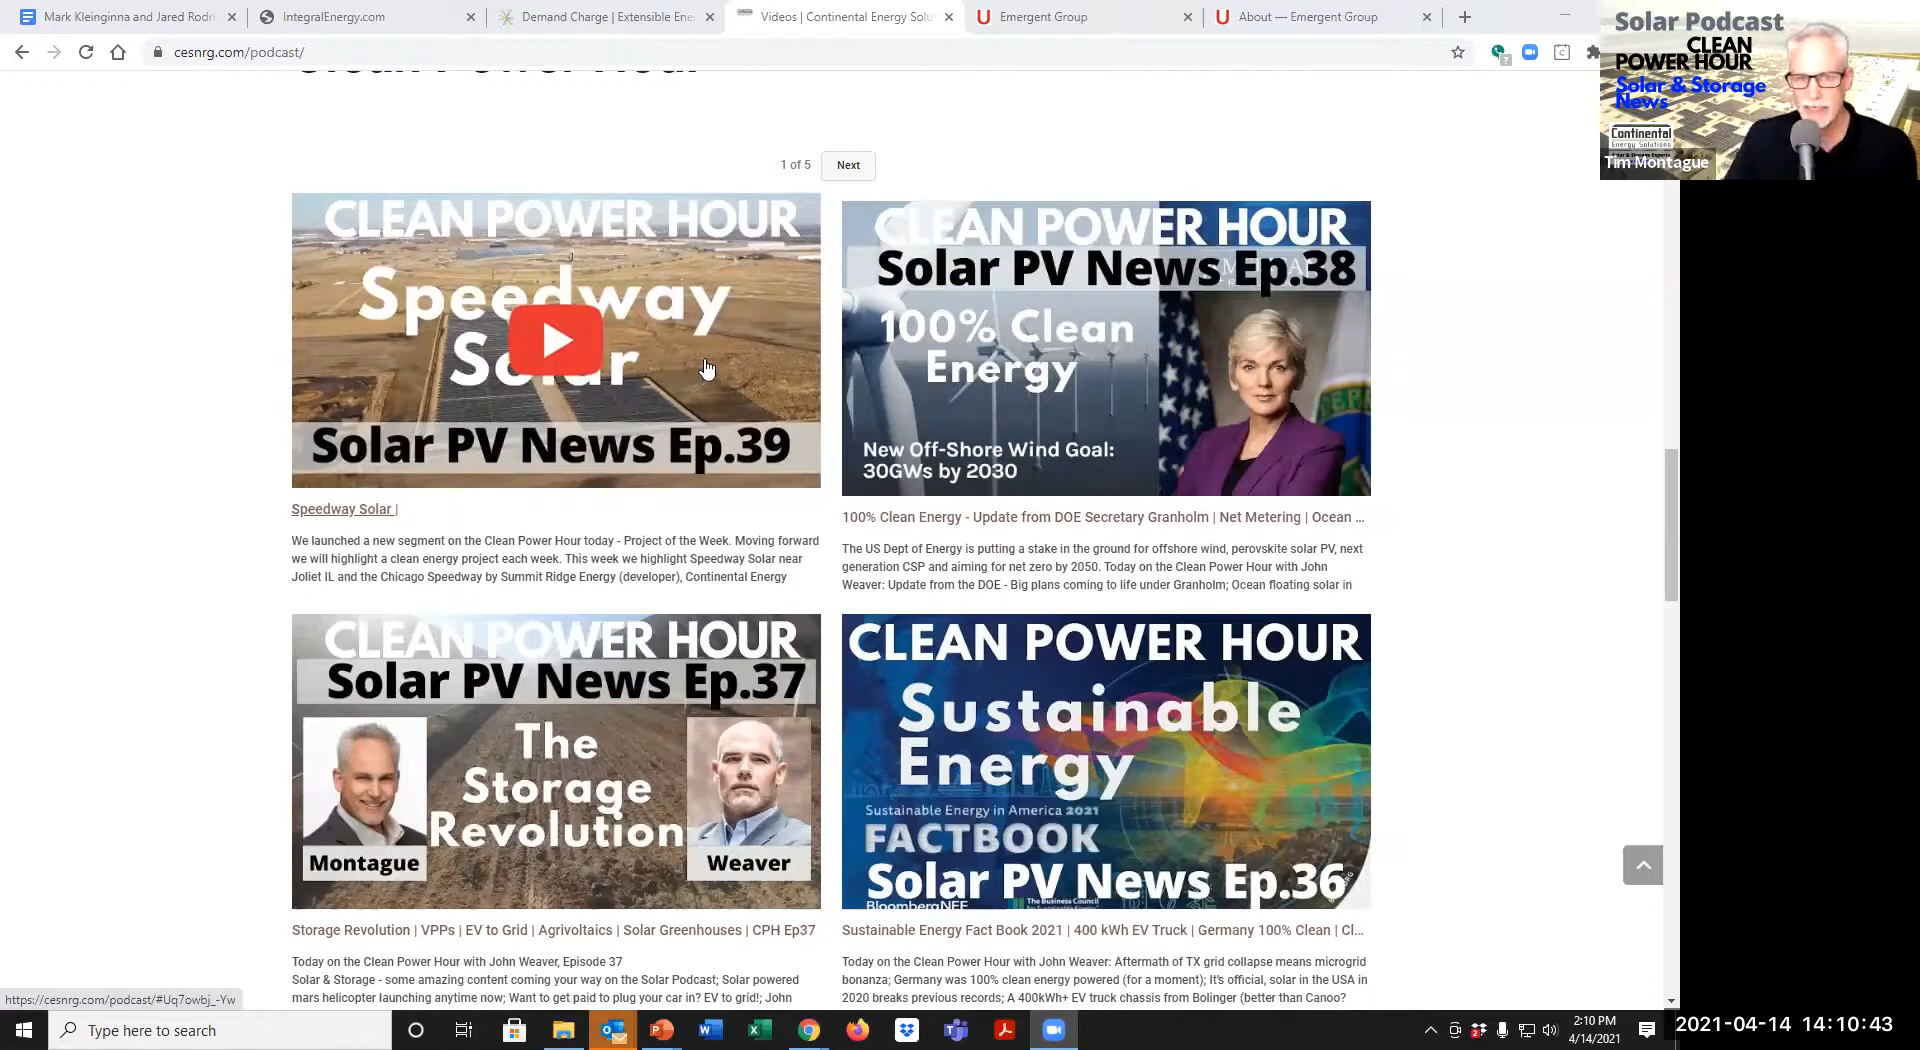 Mark Kleinginna and Jared Rodr
IntegralEnergy.com
Demand Charge | Extensible Ene
Videos | Continental Energy Solu
Emergent Group
About — Emergent Group
cesnrg.com/podcast/
Clean Power Hour
1 of 5
Next
CLEAN POWER HOUR
Speedway
Solar
Solar PV News Ep.39
Speedway Solar |
We launched a new segment on the Clean Power Hour today - Project of the Week. Moving forward
we will highlight a clean energy project each week. This week we highlight Speedway Solar near
Joliet IL and the Chicago Speedway by Summit Ridge Energy (developer), Continental Energy
CLEAN POWER HOUR
Solar PV News Ep.38
100% Clean
Energy
New Off-Shore Wind Goal:
30GWs by 2030
100% Clean Energy - Update from DOE Secretary Granholm | Net Metering | Ocean ...
The US Dept of Energy is putting a stake in the ground for offshore wind, perovskite solar PV, next
generation CSP and aiming for net zero by 2050. Today on the Clean Power Hour with John
Weaver: Update from the DOE - Big plans coming to life under Granholm; Ocean floating solar in
CLEAN POWER HOUR
Solar PV News Ep.37
The
Storage
Revolution
Montague
Weaver
Storage Revolution | VPPs | EV to Grid | Agrivoltaics | Solar Greenhouses | CPH Ep37
Today on the Clean Power Hour with John Weaver, Episode 37
Solar & Storage - some amazing content coming your way on the Solar Podcast; Solar powered
mars helicopter launching anytime now; Want to get paid to plug your car in? EV to grid!; John
CLEAN POWER HOUR
Sustainable
Energy
Sustainable Energy in America 2021
FACTBOOK
Solar PV News Ep.36
BloombergNEF
The Business Council
Sustainable Energy Fact Book 2021 | 400 kWh EV Truck | Germany 100% Clean | Cl...
Today on the Clean Power Hour with John Weaver: Aftermath of TX grid collapse means microgrid
bonanza; Germany was 100% clean energy powered (for a moment); It's official, solar in the USA in
2020 breaks previous records; A 400kWh+ EV truck chassis from Bolinger (better than Canoo?
https://cesnrg.com/podcast/#Uq7owbj_-Yw
Solar Podcast
CLEAN
POWER HOUR
Solar & Storage
News
Continental
Energy Solutions
Tim Montague
Type here to search
2:10 PM
4/14/2021
2021-04-14 14:10:43